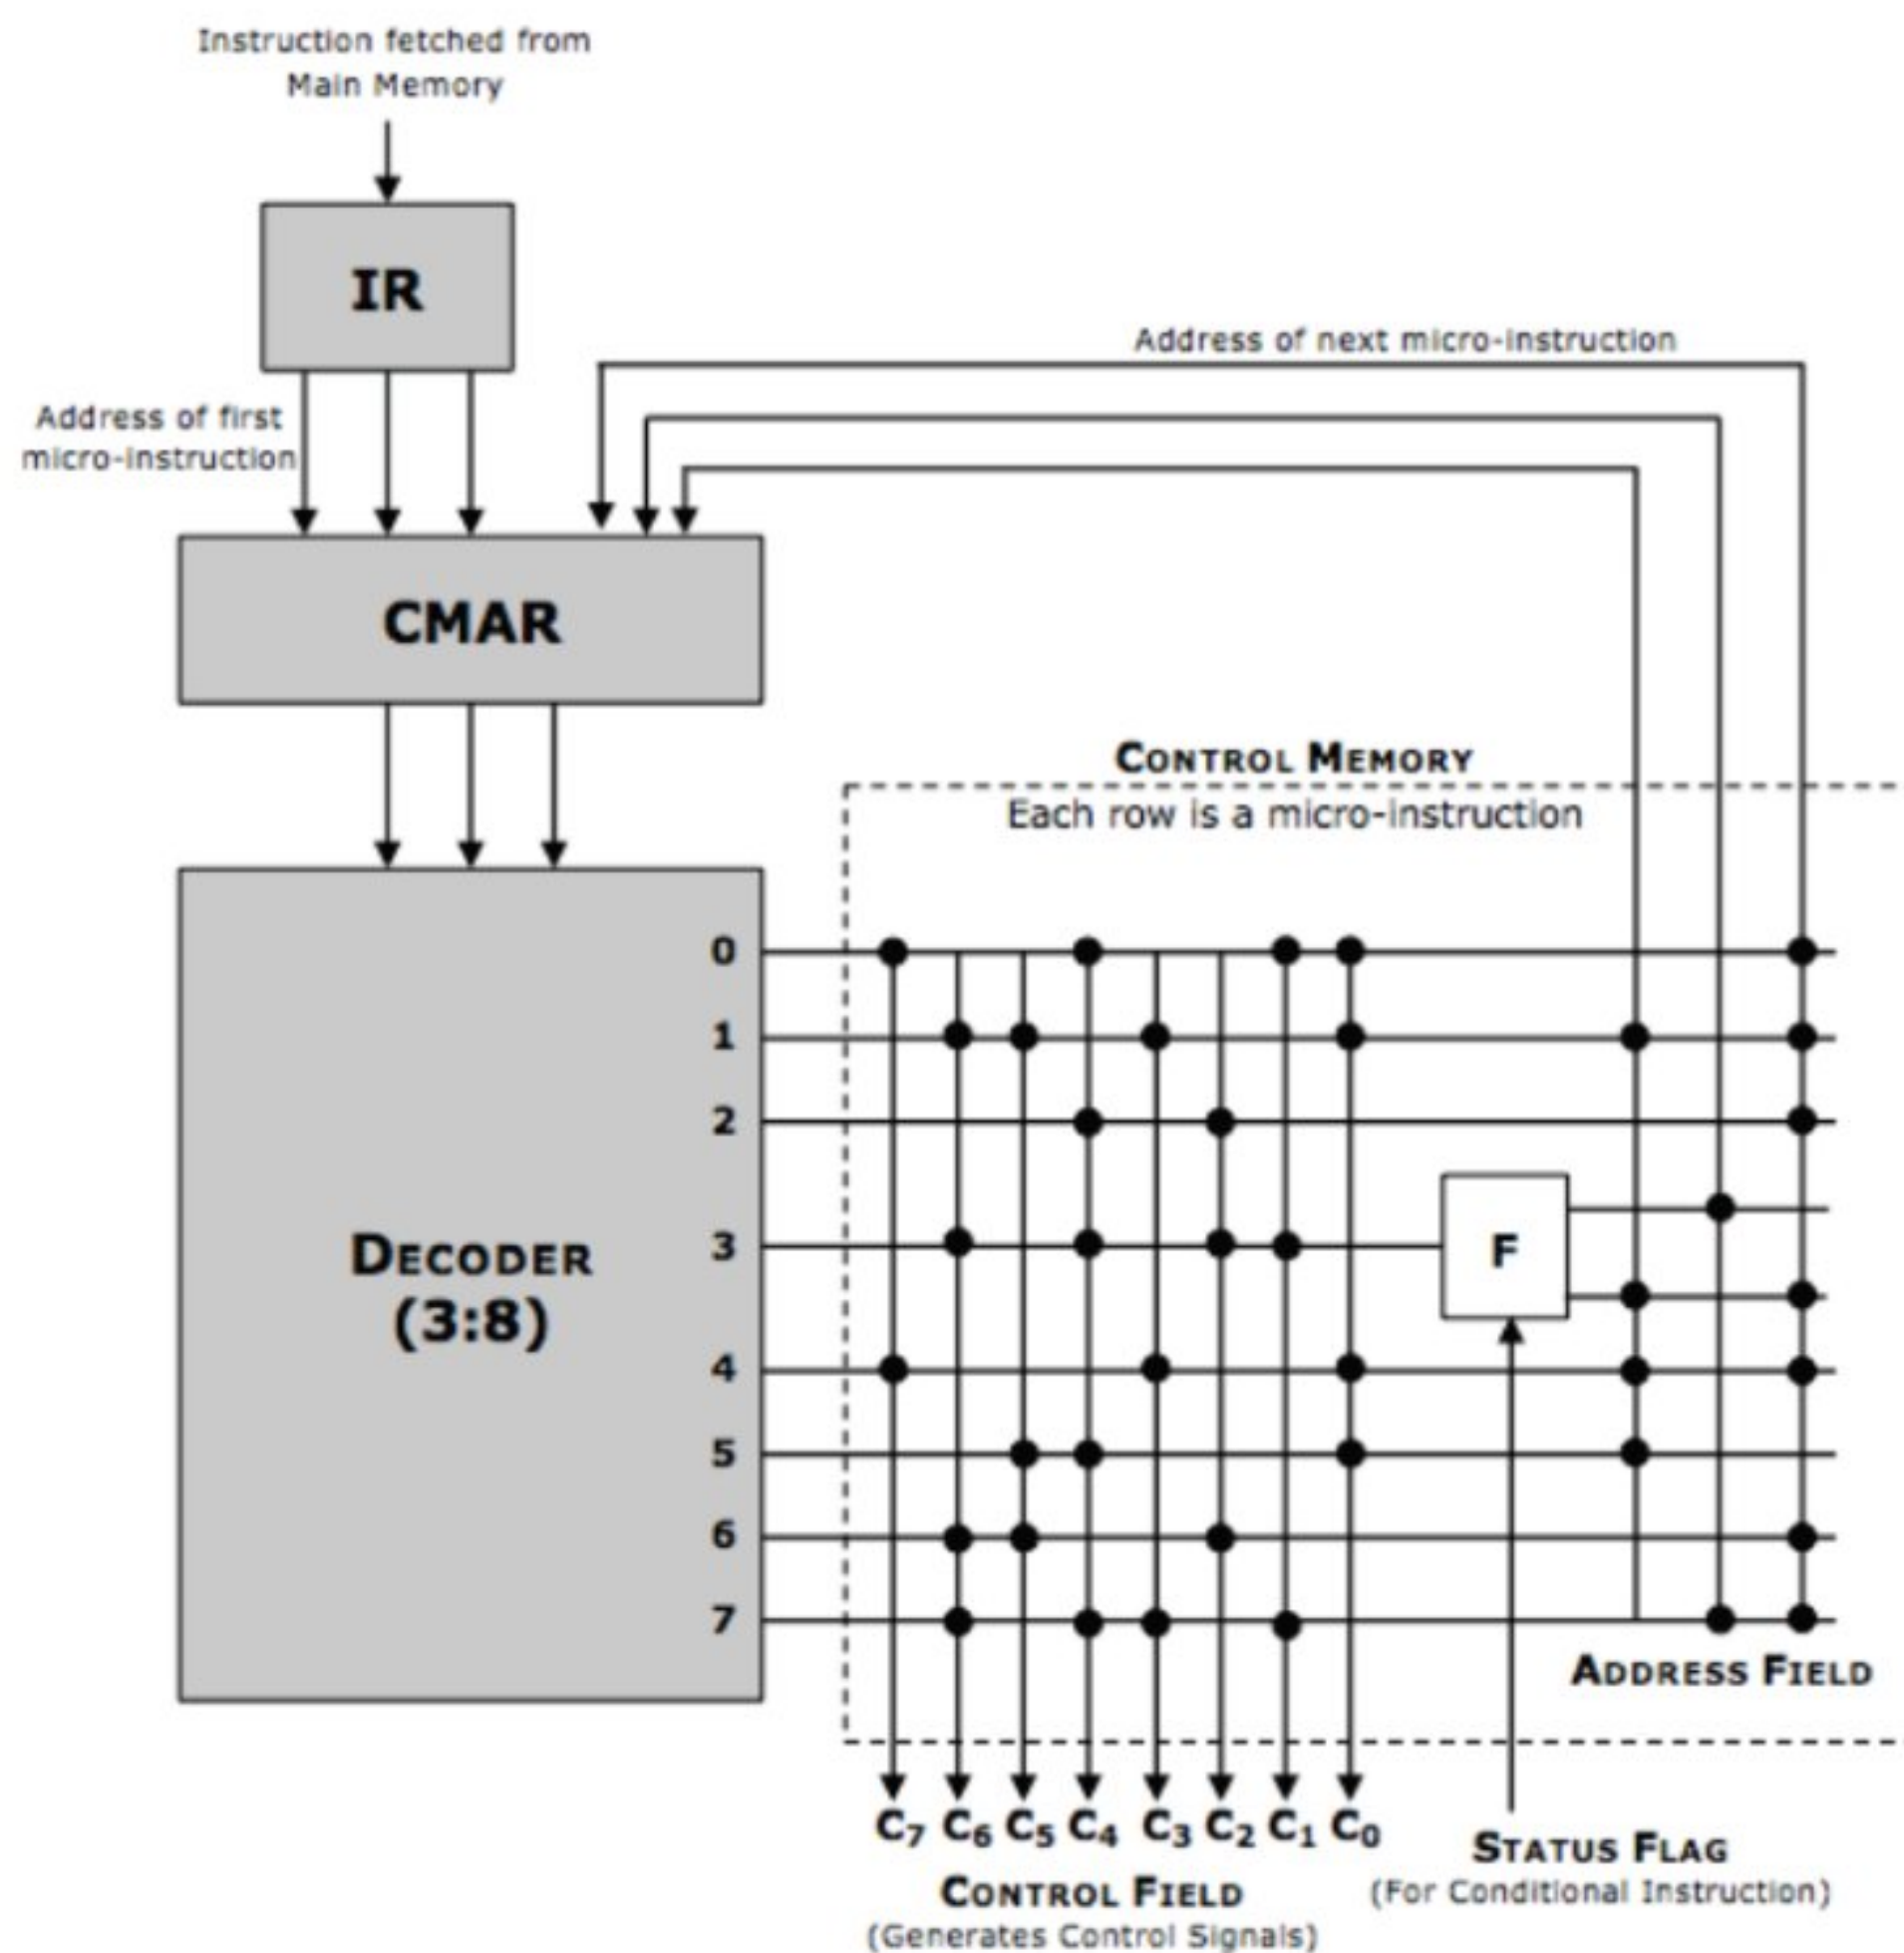 Instruction fetched from
Main Memory
IR
Address of next micro-instruction
Address of first
micro-instruction
CMAR
CONTROL MEMORY
Each row is a micro-instruction
0
1
2
DECODER
(3:8)
3
F
4
5
6
7
ADDRESS FIELD
C7 C6 C5 C4 C3 C2 C1 C0
STATUS FLAG
(For Conditional Instruction)
CONTROL FIELD
(Generates Control Signals)